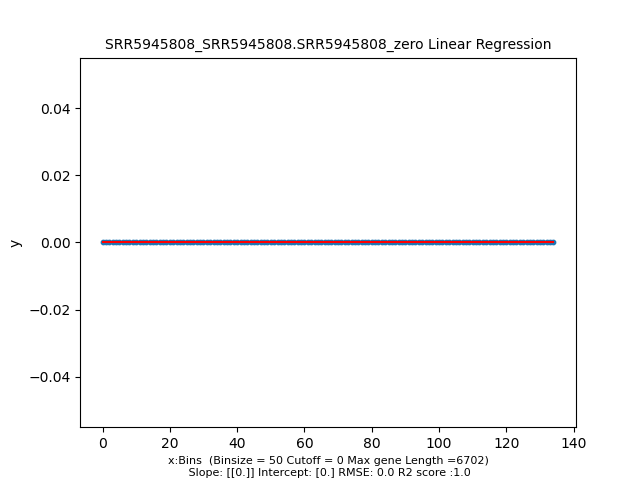 SRR5945808_SRR5945808.SRR5945808_zero Linear Regression
0.04
0.02
0.00
−0.02
−0.04
y
0 20 40 60 80 100 120 140
x:Bins  (Binsize = 50 Cutoff = 0 Max gene Length =6702)
Slope: [[0.]] Intercept: [0.] RMSE: 0.0 R2 score :1.0